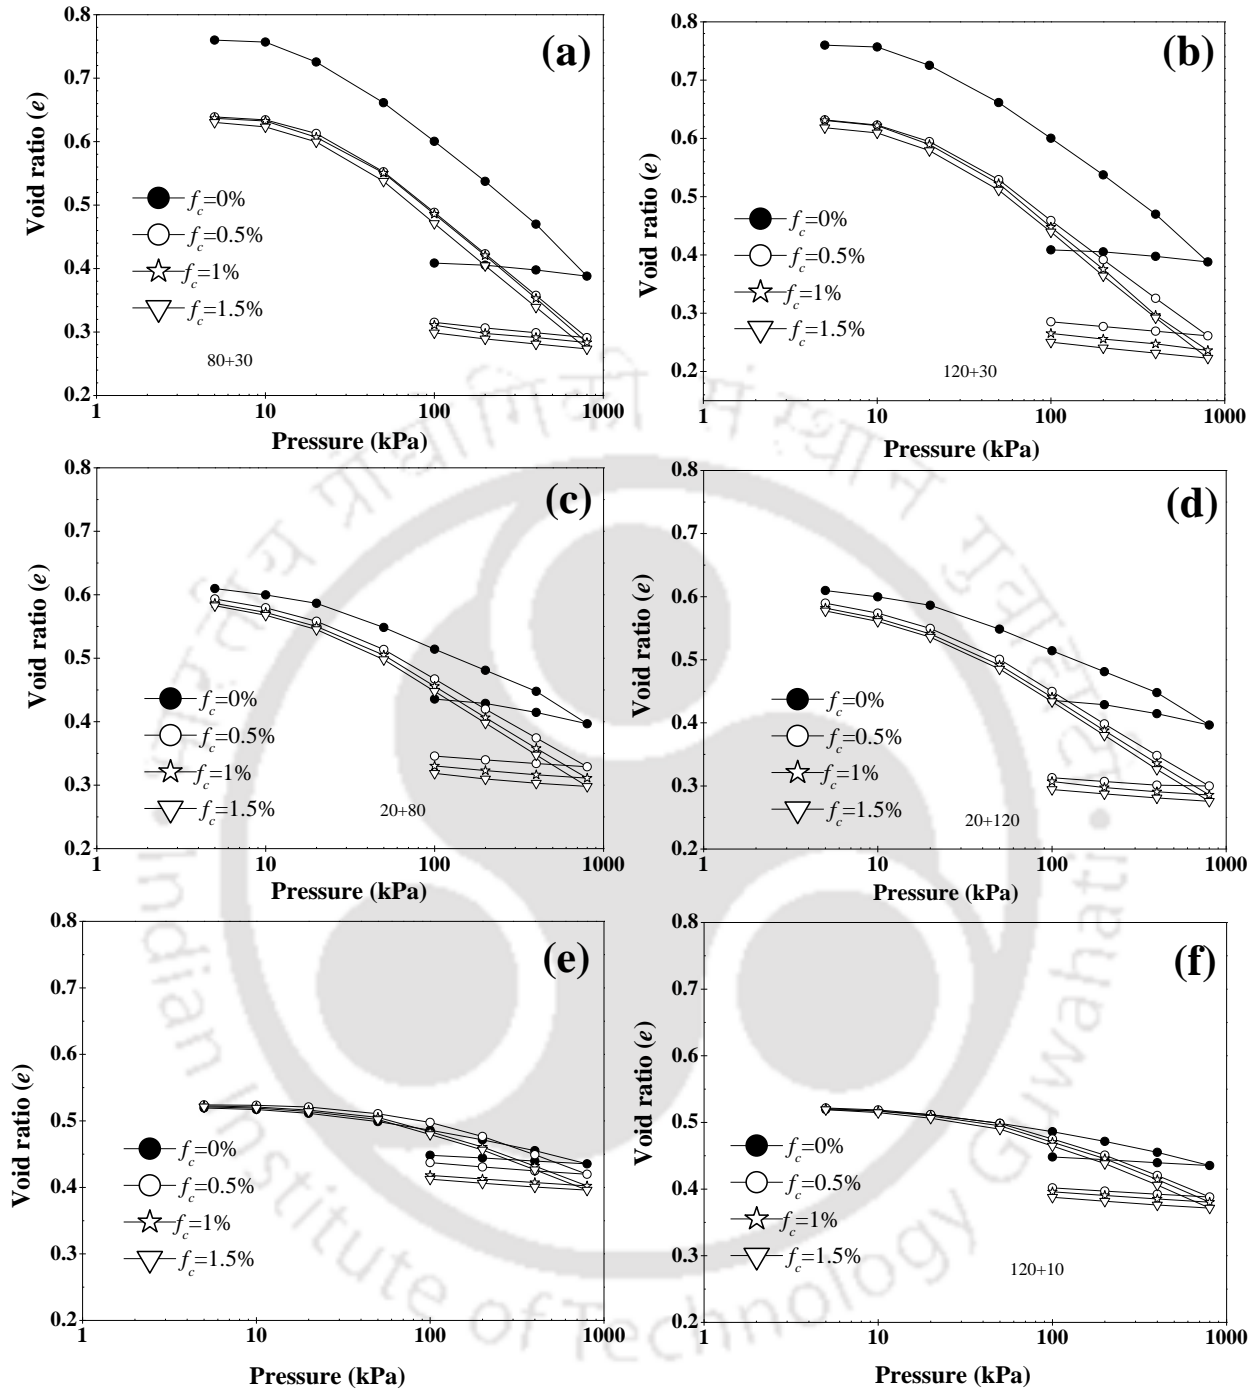 (a)
Void ratio (e)
0.8
0.7
0.6
0.5
0.4
0.3
0.2
f_c=0%
f_c=0.5%
f_c=1%
f_c=1.5%
80+30
1 10 100 1000
Pressure (kPa)
(b)
Void ratio (e)
0.8
0.7
0.6
0.5
0.4
0.3
0.2
f_c=0%
f_c=0.5%
f_c=1%
f_c=1.5%
120+30
1 10 100 1000
Pressure (kPa)
(c)
Void ratio (e)
0.8
0.7
0.6
0.5
0.4
0.3
0.2
f_c=0%
f_c=0.5%
f_c=1%
f_c=1.5%
20+80
1 10 100 1000
Pressure (kPa)
(d)
Void ratio (e)
0.8
0.7
0.6
0.5
0.4
0.3
0.2
f_c=0%
f_c=0.5%
f_c=1%
f_c=1.5%
20+120
1 10 100 1000
Pressure (kPa)
(e)
Void ratio (e)
0.8
0.7
0.6
0.5
0.4
0.3
0.2
f_c=0%
f_c=0.5%
f_c=1%
f_c=1.5%
1 10 100 1000
Pressure (kPa)
(f)
Void ratio (e)
0.8
0.7
0.6
0.5
0.4
0.3
0.2
f_c=0%
f_c=0.5%
f_c=1%
f_c=1.5%
120+10
1 10 100 1000
Pressure (kPa)
संस्थान गुवाहाटी
Indian Institute of Technology Guwahati